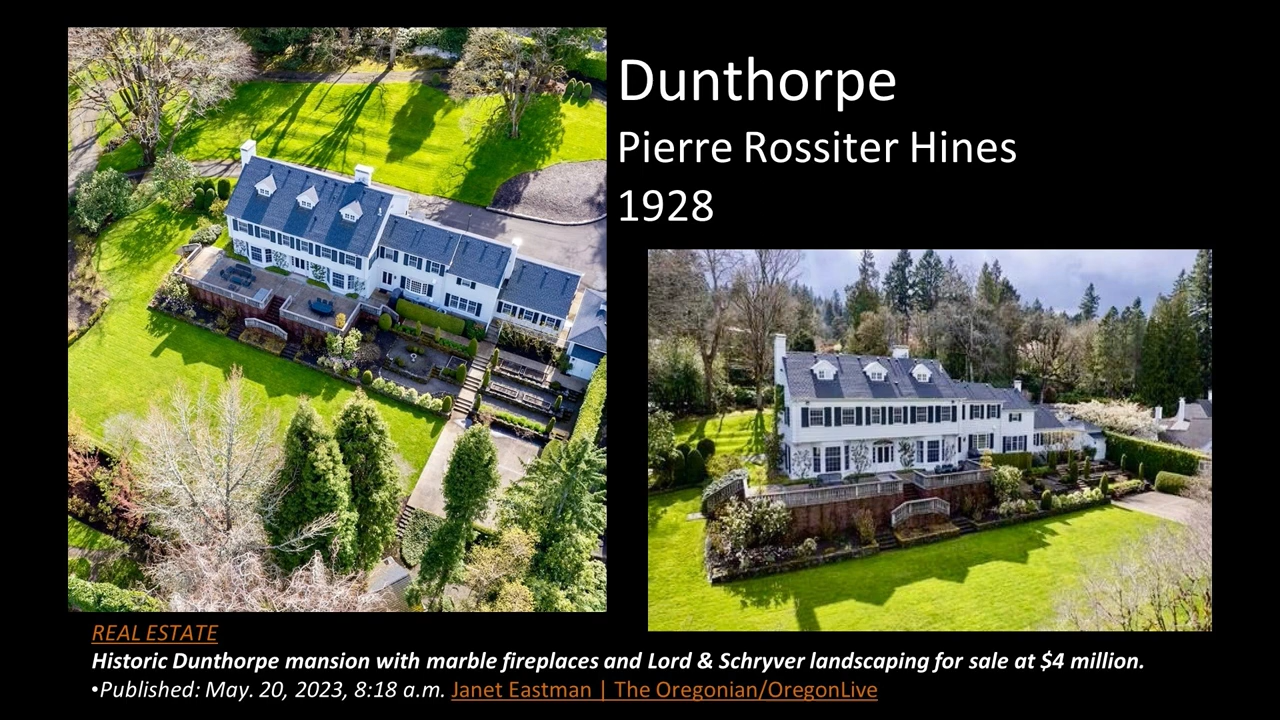 Dunthorpe
Pierre Rossiter Hines
1928
REAL ESTATE
Historic Dunthorpe mansion with marble fireplaces and Lord & Schryver landscaping for sale at $4 million.
•Published: May. 20, 2023, 8:18 a.m. Janet Eastman | The Oregonian/OregonLive